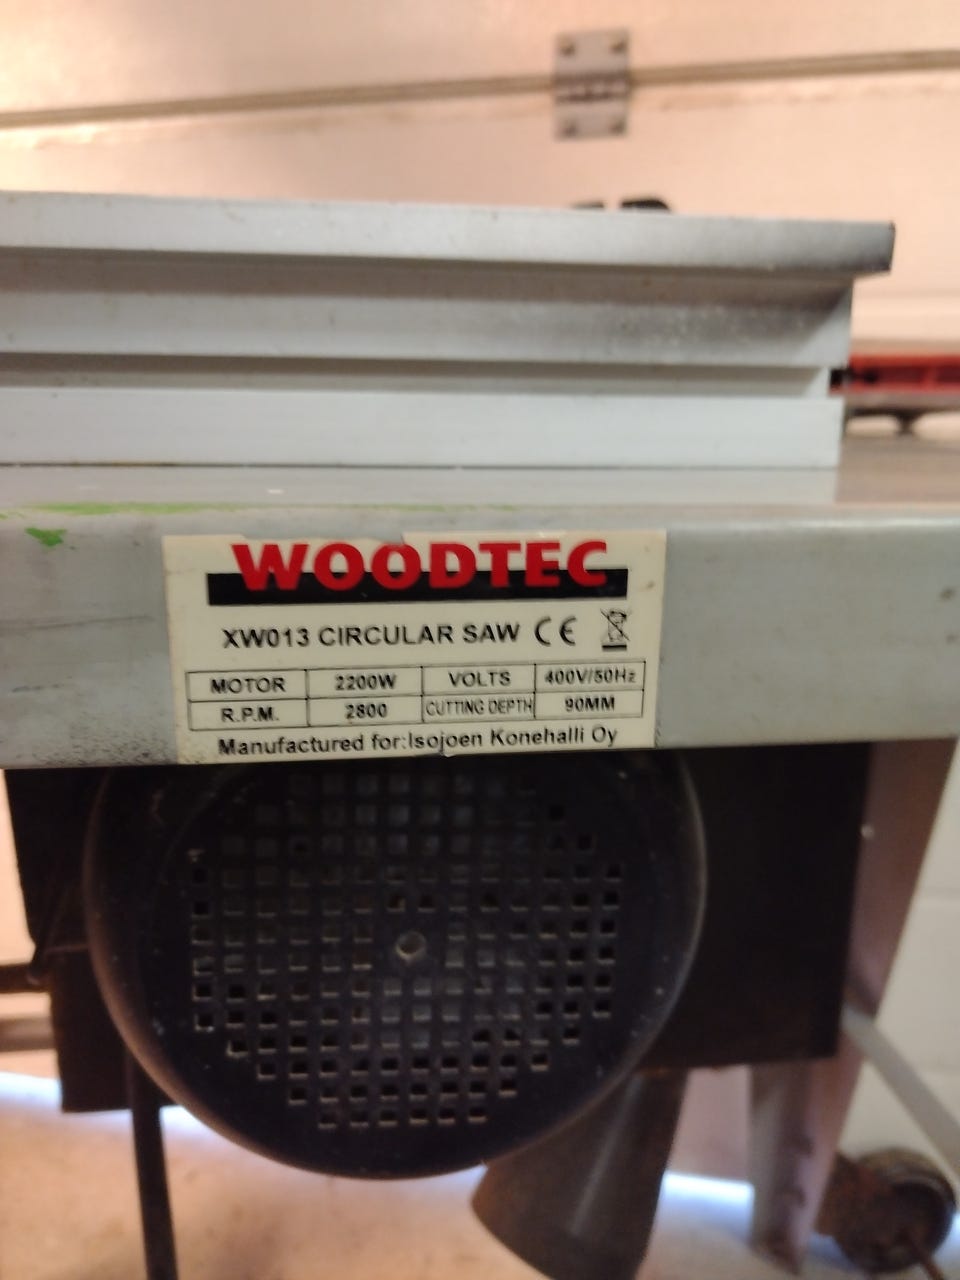 WOODTEC
XW013 CIRCULAR SAW CE
MOTOR 2200W VOLTS 400V/50Hz
R.P.M. 2800 CUTTING DEPTH 90MM
Manufactured for:Isojoen Konehalli Oy